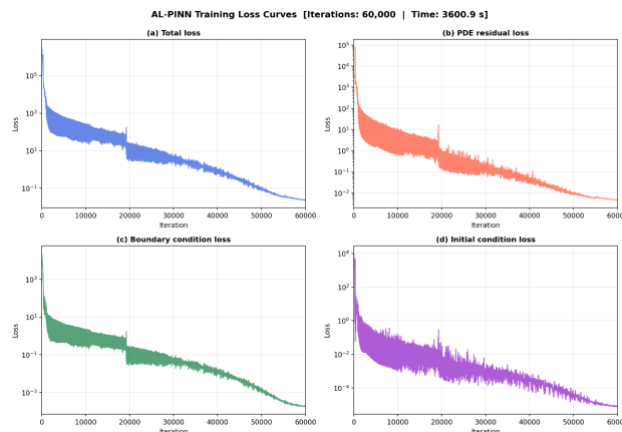 AL-PINN Training Loss Curves [Iterations: 60,000 | Time: 3600.9 s]
(a) Total loss
Loss
10⁵
10³
10¹
10⁻¹
0 10000 20000 30000 40000 50000 60000
Iteration
(b) PDE residual loss
Loss
10⁵
10⁴
10³
10²
10¹
10⁰
10⁻¹
10⁻²
0 10000 20000 30000 40000 50000 60000
Iteration
(c) Boundary condition loss
Loss
10³
10¹
10⁻¹
10⁻³
0 10000 20000 30000 40000 50000 60000
Iteration
(d) Initial condition loss
Loss
10⁴
10²
10⁰
10⁻²
10⁻⁴
0 10000 20000 30000 40000 50000 60000
Iteration